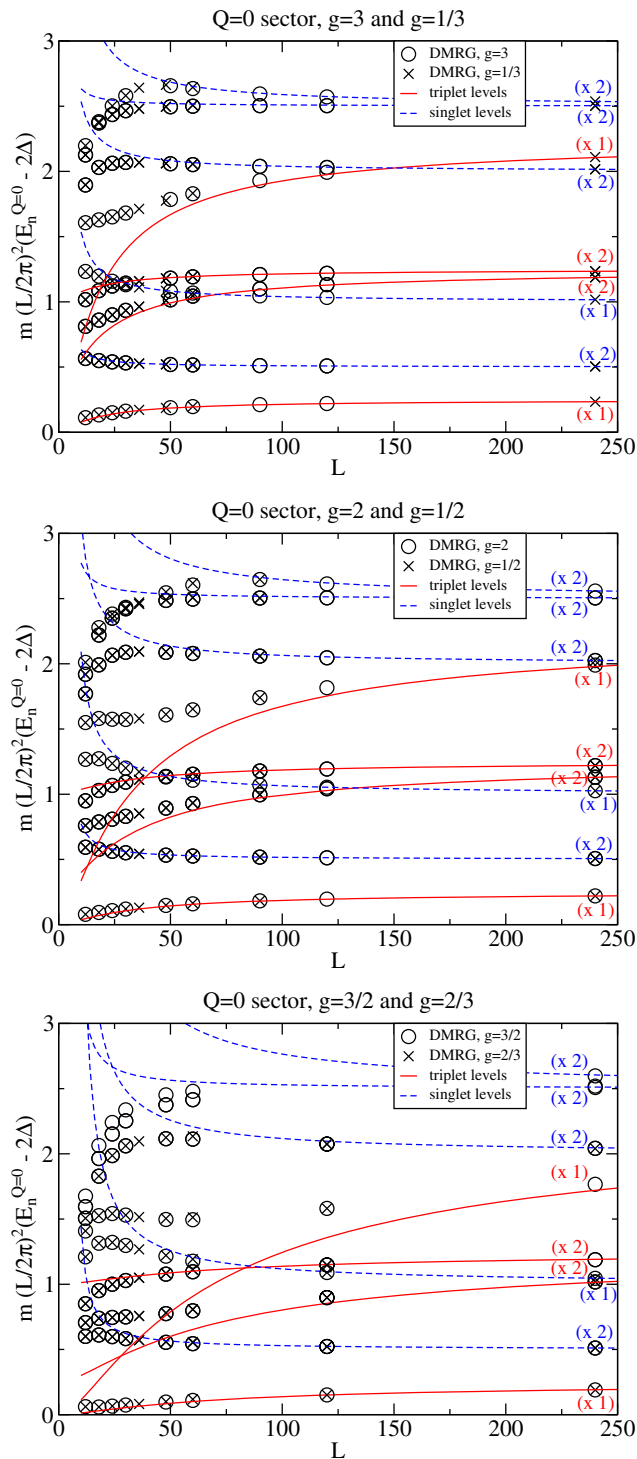 Q=0 sector, g=3 and g=1/3
m (L/2π)²(E_n^{Q=0} - 2Δ)
3
2
1
0
DMRG, g=3
DMRG, g=1/3
triplet levels
singlet levels
(x 2)
(x 2)
(x 1)
(x 2)
(x 2)
(x 2)
(x 1)
(x 2)
(x 1)
0 50 100 150 200 250
L
Q=0 sector, g=2 and g=1/2
m (L/2π)²(E_n^{Q=0} - 2Δ)
3
2
1
0
DMRG, g=2
DMRG, g=1/2
triplet levels
singlet levels
(x 2)
(x 2)
(x 2)
(x 1)
(x 2)
(x 2)
(x 1)
(x 2)
(x 1)
0 50 100 150 200 250
L
Q=0 sector, g=3/2 and g=2/3
m (L/2π)²(E_n^{Q=0} - 2Δ)
3
2
1
0
DMRG, g=3/2
DMRG, g=2/3
triplet levels
singlet levels
(x 2)
(x 2)
(x 2)
(x 1)
(x 2)
(x 2)
(x 1)
(x 2)
(x 1)
0 50 100 150 200 250
L